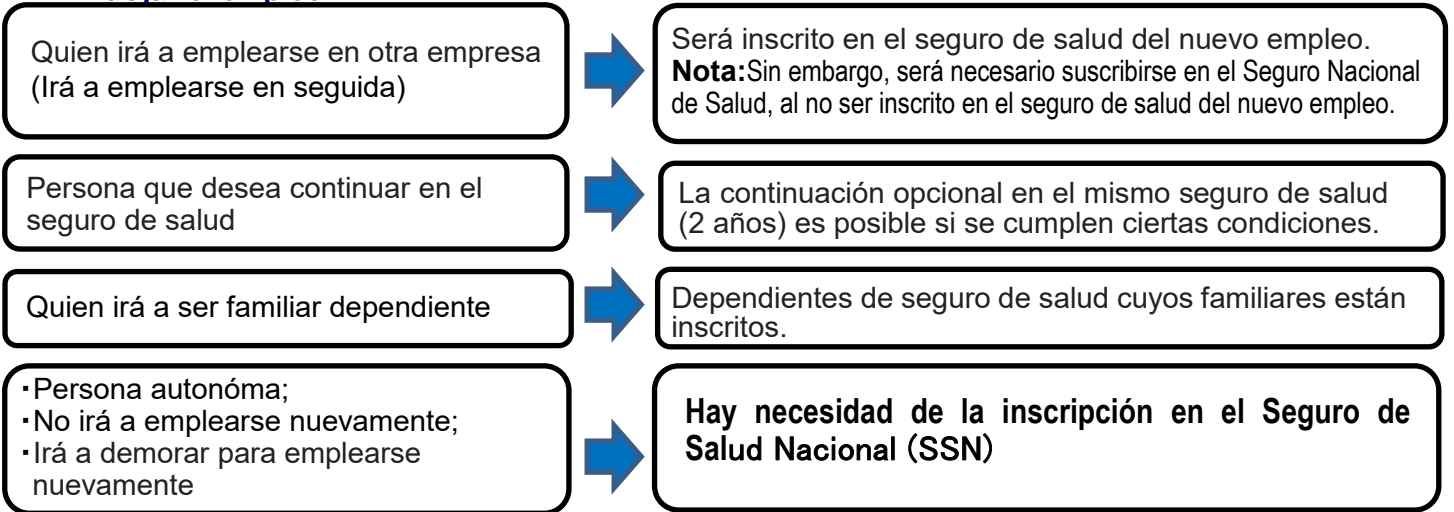 Quien irá a emplearse en otra empresa
(Irá a emplearse en seguida)
Será inscrito en el seguro de salud del nuevo empleo.
Nota:Sin embargo, será necesario suscribirse en el Seguro Nacional
de Salud, al no ser inscrito en el seguro de salud del nuevo empleo.
Persona que desea continuar en el
seguro de salud
La continuación opcional en el mismo seguro de salud
(2 años) es posible si se cumplen ciertas condiciones.
Quien irá a ser familiar dependiente
Dependientes de seguro de salud cuyos familiares están
inscritos.
・Persona autonóma;
・No irá a emplearse nuevamente;
・Irá a demorar para emplearse
nuevamente
Hay necesidad de la inscripción en el Seguro de
Salud Nacional（SSN）